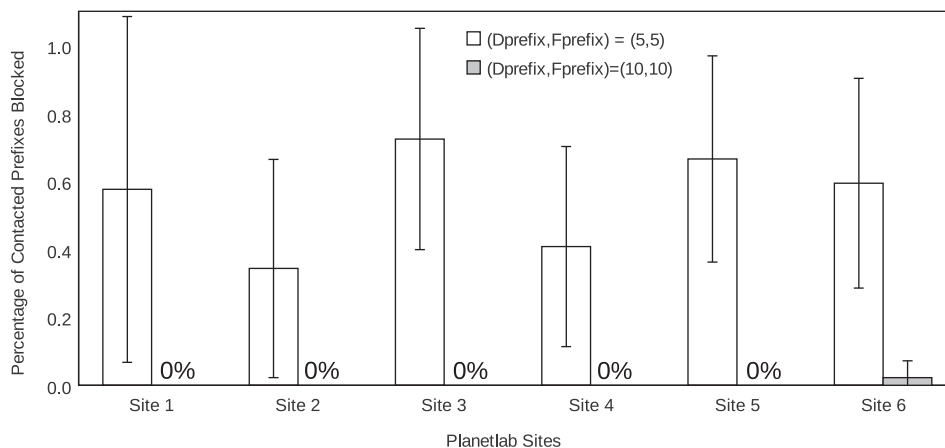 Percentage of Contacted Prefixes Blocked
1.0
0.8
0.6
0.4
0.2
0.0
(Dprefix,Fprefix) = (5,5)
(Dprefix,Fprefix)=(10,10)
0% 0% 0% 0% 0%
Site 1 Site 2 Site 3 Site 4 Site 5 Site 6
Planetlab Sites